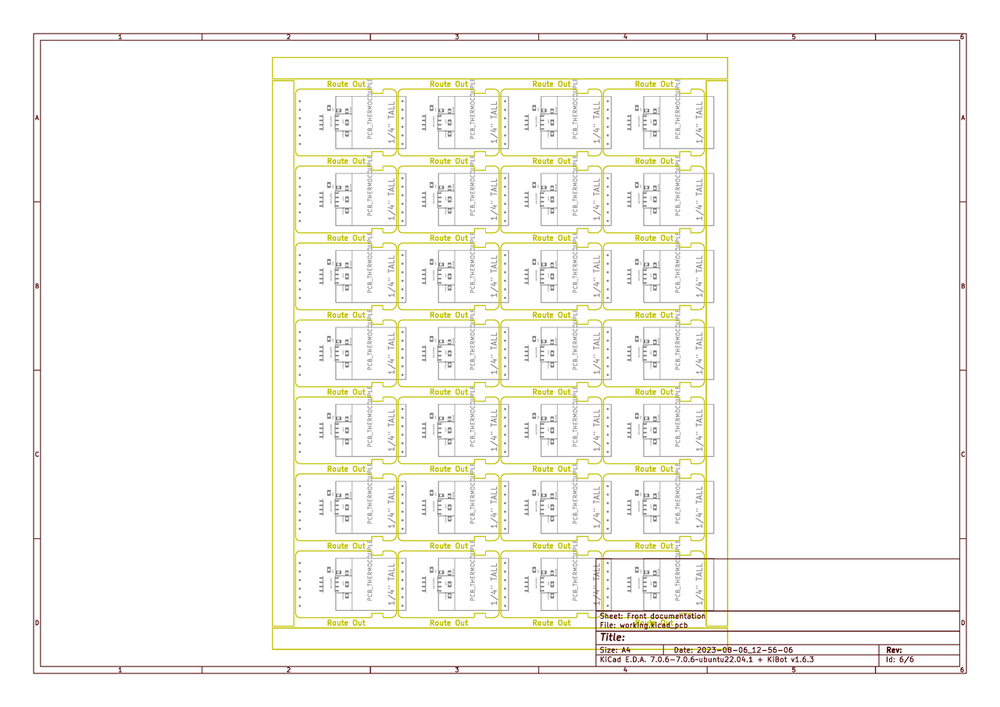 1 2 3 4 5 6
Route Out Route Out Route Out Route Out
A PCB_THERMOCOUPLE 1/4" TALL PCB_THERMOCOUPLE 1/4" TALL PCB_THERMOCOUPLE 1/4" TALL PCB_THERMOCOUPLE 1/4" TALL A
Route Out Route Out Route Out Route Out
PCB_THERMOCOUPLE 1/4" TALL PCB_THERMOCOUPLE 1/4" TALL PCB_THERMOCOUPLE 1/4" TALL PCB_THERMOCOUPLE 1/4" TALL
Route Out Route Out Route Out Route Out
B PCB_THERMOCOUPLE 1/4" TALL PCB_THERMOCOUPLE 1/4" TALL PCB_THERMOCOUPLE 1/4" TALL PCB_THERMOCOUPLE 1/4" TALL B
Route Out Route Out Route Out Route Out
PCB_THERMOCOUPLE 1/4" TALL PCB_THERMOCOUPLE 1/4" TALL PCB_THERMOCOUPLE 1/4" TALL PCB_THERMOCOUPLE 1/4" TALL
Route Out Route Out Route Out Route Out
C PCB_THERMOCOUPLE 1/4" TALL PCB_THERMOCOUPLE 1/4" TALL PCB_THERMOCOUPLE 1/4" TALL PCB_THERMOCOUPLE 1/4" TALL C
Route Out Route Out Route Out Route Out
PCB_THERMOCOUPLE 1/4" TALL PCB_THERMOCOUPLE 1/4" TALL PCB_THERMOCOUPLE 1/4" TALL PCB_THERMOCOUPLE 1/4" TALL
Route Out Route Out Route Out Route Out
PCB_THERMOCOUPLE 1/4" TALL PCB_THERMOCOUPLE 1/4" TALL PCB_THERMOCOUPLE 1/4" TALL PCB_THERMOCOUPLE 1/4" TALL
D Route Out Route Out Route Out Route Out D
Sheet: Front documentation
File: working.kicad_pcb
Title:
Size: A4 Date: 2023-08-06_12-56-06 Rev:
KiCad E.D.A. 7.0.6-7.0.6-ubuntu22.04.1 + KiBot v1.6.3 Id: 6/6
1 2 3 4 5 6